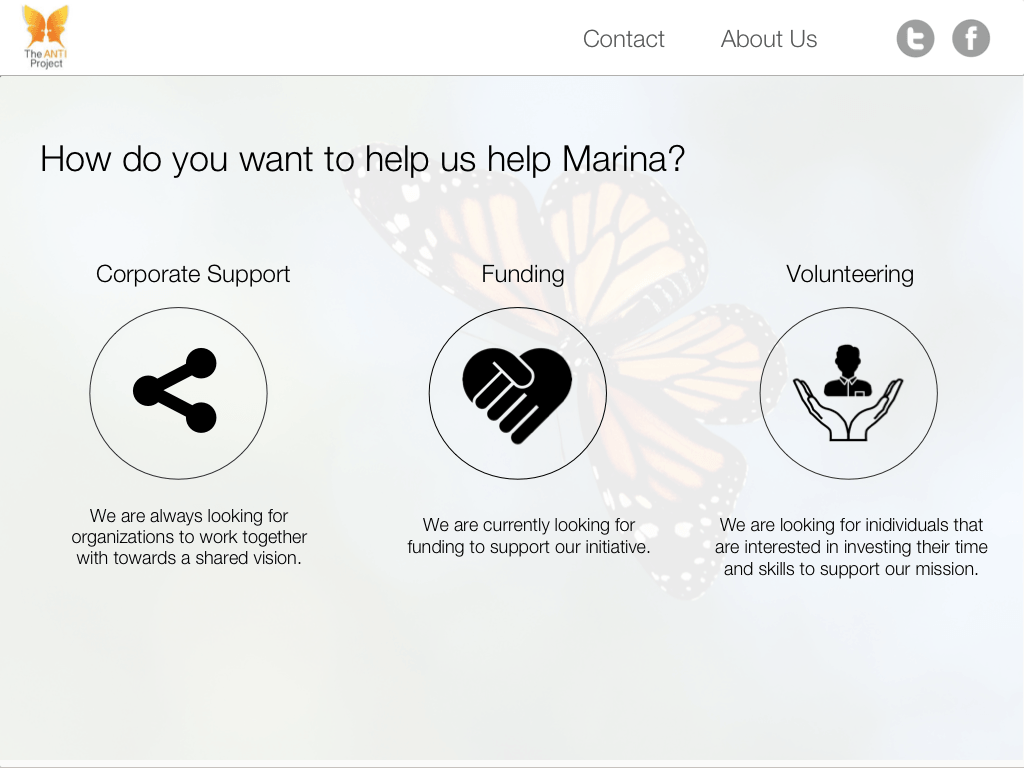 The ANTI
Project
Contact
About Us
How do you want to help us help Marina?
Corporate Support
Funding
Volunteering
We are always looking for
organizations to work together
with towards a shared vision.
We are currently looking for
funding to support our initiative.
We are looking for inidividuals that
are interested in investing their time
and skills to support our mission.